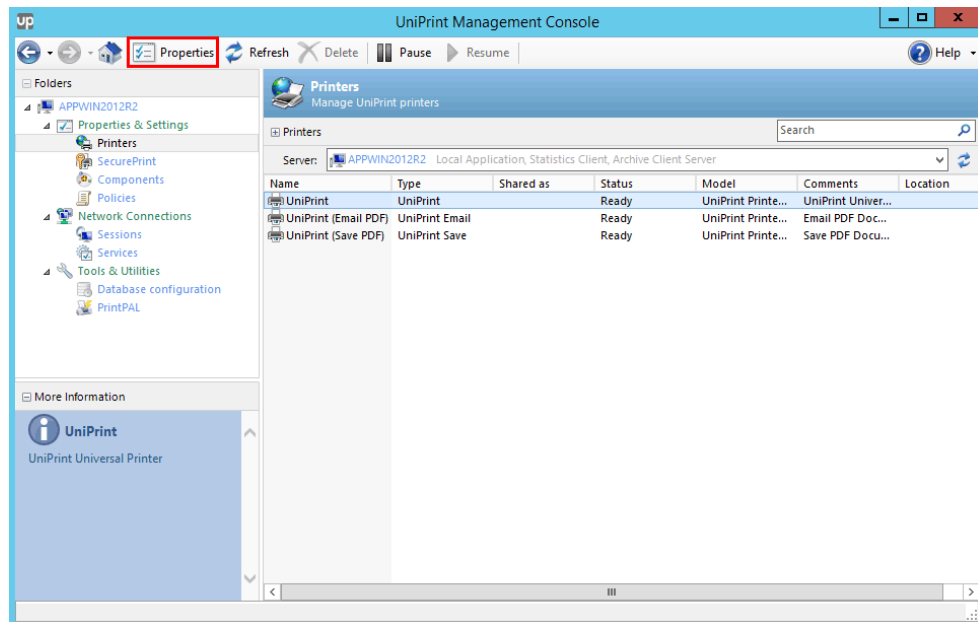 up UniPrint Management Console
Properties Refresh Delete Pause Resume Help
Folders
APPWIN2012R2
Properties & Settings
Printers
SecurePrint
Components
Policies
Network Connections
Sessions
Services
Tools & Utilities
Database configuration
PrintPAL
More Information
UniPrint
UniPrint Universal Printer
Printers
Manage UniPrint printers
Printers Search
Server: APPWIN2012R2 Local Application, Statistics Client, Archive Client Server
Name Type Shared as Status Model Comments Location
UniPrint UniPrint Ready UniPrint Printe... UniPrint Univer...
UniPrint (Email PDF) UniPrint Email Ready UniPrint Printe... Email PDF Doc...
UniPrint (Save PDF) UniPrint Save Ready UniPrint Printe... Save PDF Docu...